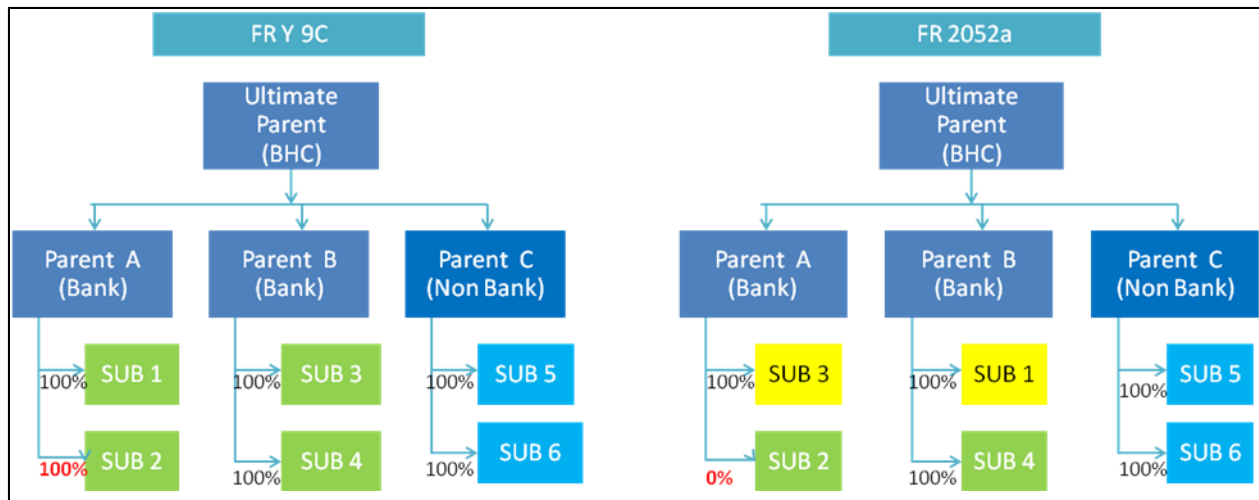 FR Y 9C
Ultimate
Parent
(BHC)
Parent A
(Bank)
Parent B
(Bank)
Parent C
(Non Bank)
100%
SUB 1
100%
SUB 3
100%
SUB 5
100%
SUB 2
100%
SUB 4
100%
SUB 6
FR 2052a
Ultimate
Parent
(BHC)
Parent A
(Bank)
Parent B
(Bank)
Parent C
(Non Bank)
100%
SUB 3
100%
SUB 1
100%
SUB 5
0%
SUB 2
100%
SUB 4
100%
SUB 6